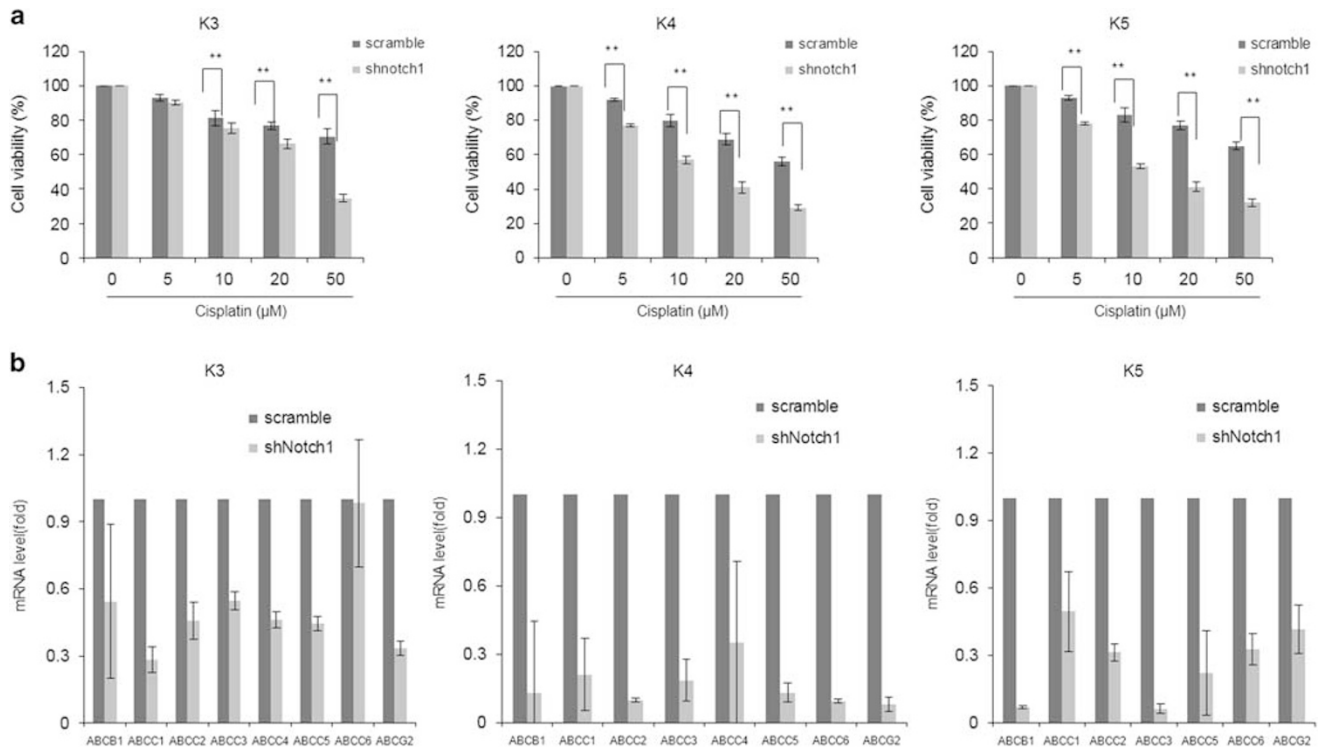 a
K3
K4
K5
scramble
shnotch1
scramble
shnotch1
scramble
shnotch1
Cell viability (%)
120
100
80
60
40
20
0
** ** **
0 5 10 20 50
Cisplatin (µM)
Cell viability (%)
120
100
80
60
40
20
0
** ** ** **
0 5 10 20 50
Cisplatin (µM)
Cell viability (%)
120
100
80
60
40
20
0
** ** ** **
0 5 10 20 50
Cisplatin (µM)
b
K3
scramble
shNotch1
mRNA level(fold)
1.5
1.2
0.9
0.6
0.3
0
ABCB1 ABCC1 ABCC2 ABCC3 ABCC4 ABCC5 ABCC6 ABCG2
K4
scramble
shNotch1
mRNA level(fold)
1.5
1.2
0.9
0.6
0.3
0
ABCB1 ABCC1 ABCC2 ABCC3 ABCC4 ABCC5 ABCC6 ABCG2
K5
scramble
shNotch1
mRNA level(fold)
1.5
1.2
0.9
0.6
0.3
0
ABCB1 ABCC1 ABCC2 ABCC3 ABCC5 ABCC6 ABCG2